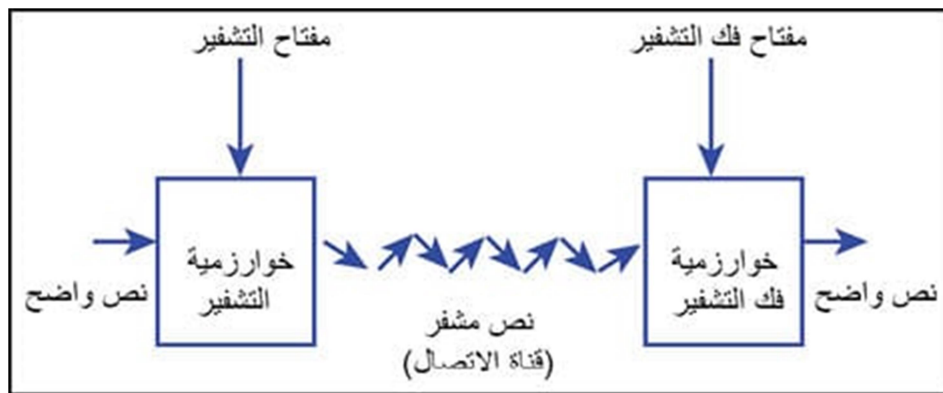 مفتاح التشفير
مفتاح فك التشفير
نص واضح
خوارزمية
التشفير
نص مشفر
(قناة الاتصال)
خوارزمية
فك التشفير
نص واضح